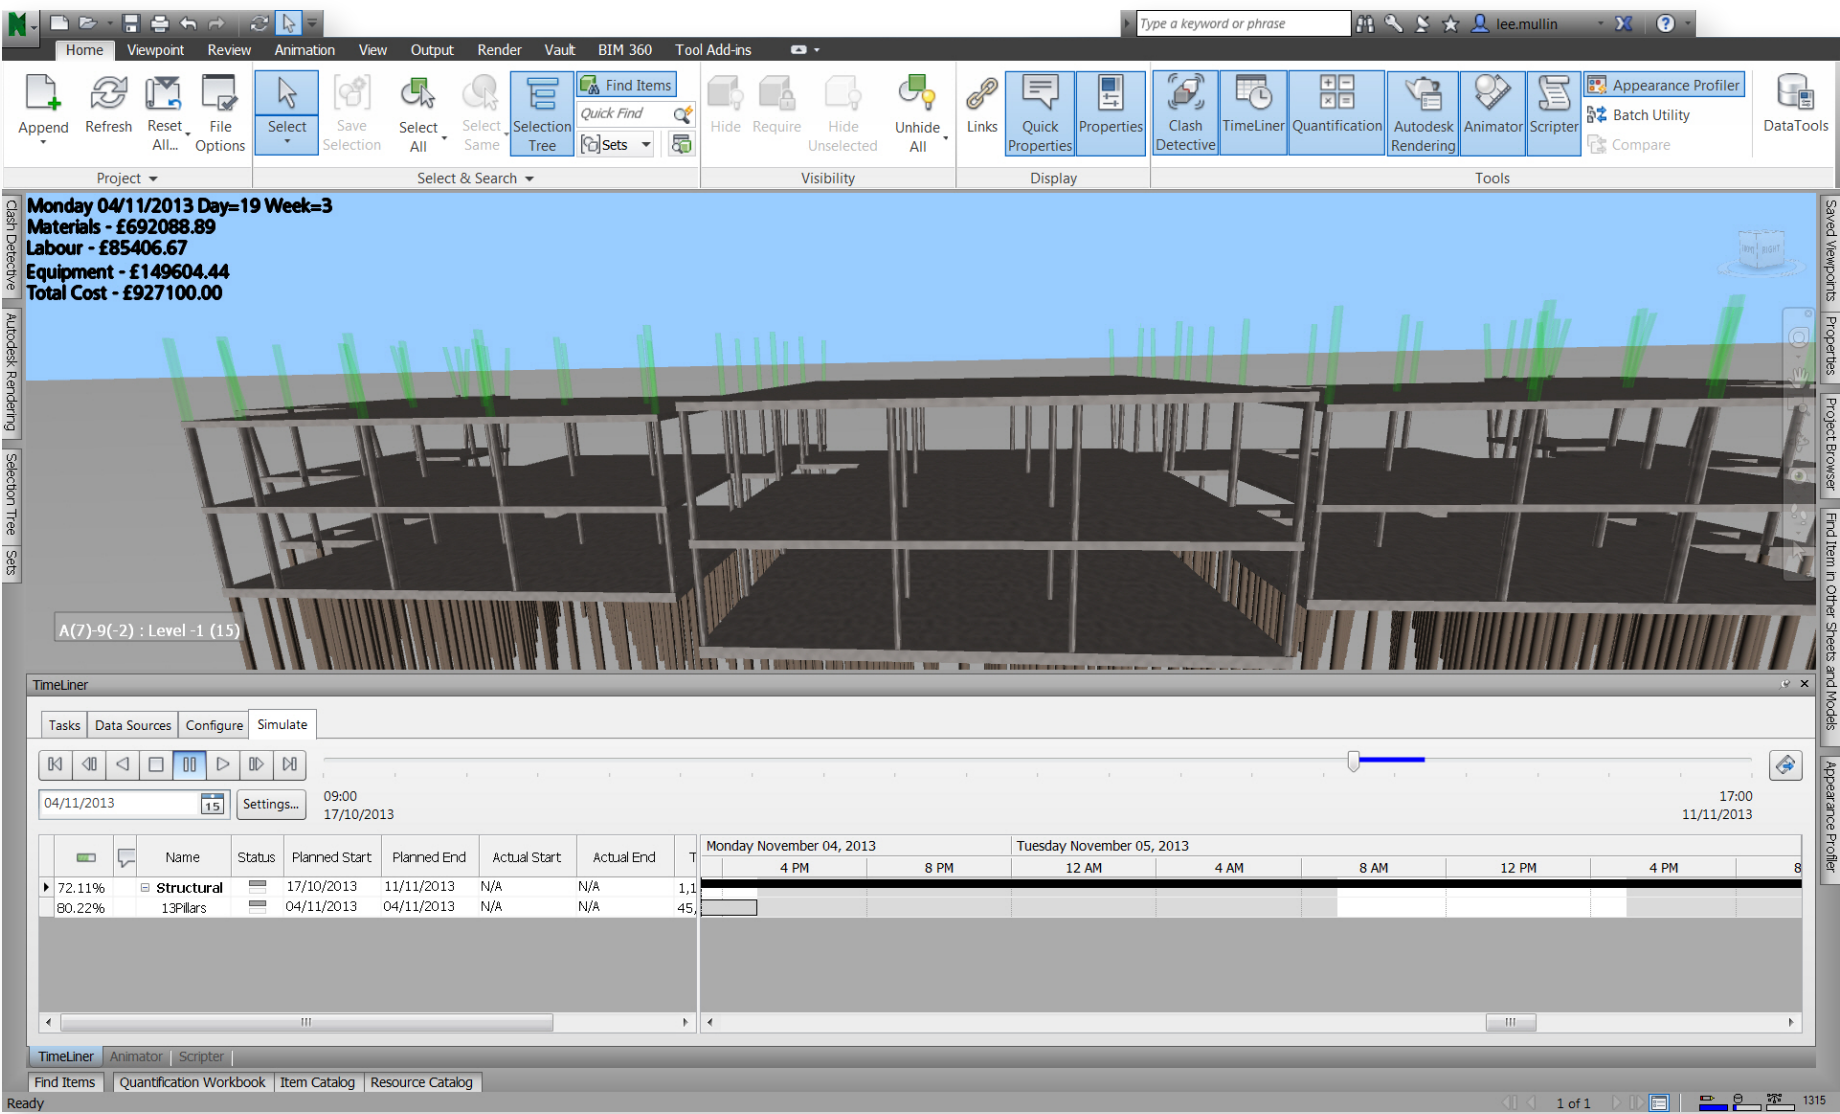 Type a keyword or phrase
lee.mullin
Home Viewpoint Review Animation View Output Render Vault BIM 360 Tool Add-ins
Append
Refresh
Reset All...
File Options
Project
Select
Save Selection
Select All
Select Same
Selection Tree
Find Items
Quick Find
Sets
Select & Search
Hide
Require
Hide Unselected
Unhide All
Visibility
Links
Quick Properties
Properties
Display
Clash Detective
TimeLiner
Quantification
Autodesk Rendering
Animator
Scripter
Appearance Profiler
Batch Utility
Compare
Tools
DataTools
Clash Detective
Autodesk Rendering
Selection Tree
Sets
Monday 04/11/2013 Day=19 Week=3
Materials - £692088.89
Labour - £85406.67
Equipment - £149604.44
Total Cost - £927100.00
RIGHT
A(7)-9(-2) : Level -1 (15)
Saved Viewpoints
Properties
Project Browser
Find Item in Other Sheets and Models
Appearance Profiler
TimeLiner
Tasks Data Sources Configure Simulate
04/11/2013 15 Settings...
09:00
17/10/2013
17:00
11/11/2013
Name Status Planned Start Planned End Actual Start Actual End T
72.11% Structural 17/10/2013 11/11/2013 N/A N/A 1,1
80.22% 13Pillars 04/11/2013 04/11/2013 N/A N/A 45,
Monday November 04, 2013 Tuesday November 05, 2013
4 PM 8 PM 12 AM 4 AM 8 AM 12 PM 4 PM 8
TimeLiner Animator Scripter
Find Items Quantification Workbook Item Catalog Resource Catalog
Ready
1 of 1
1315